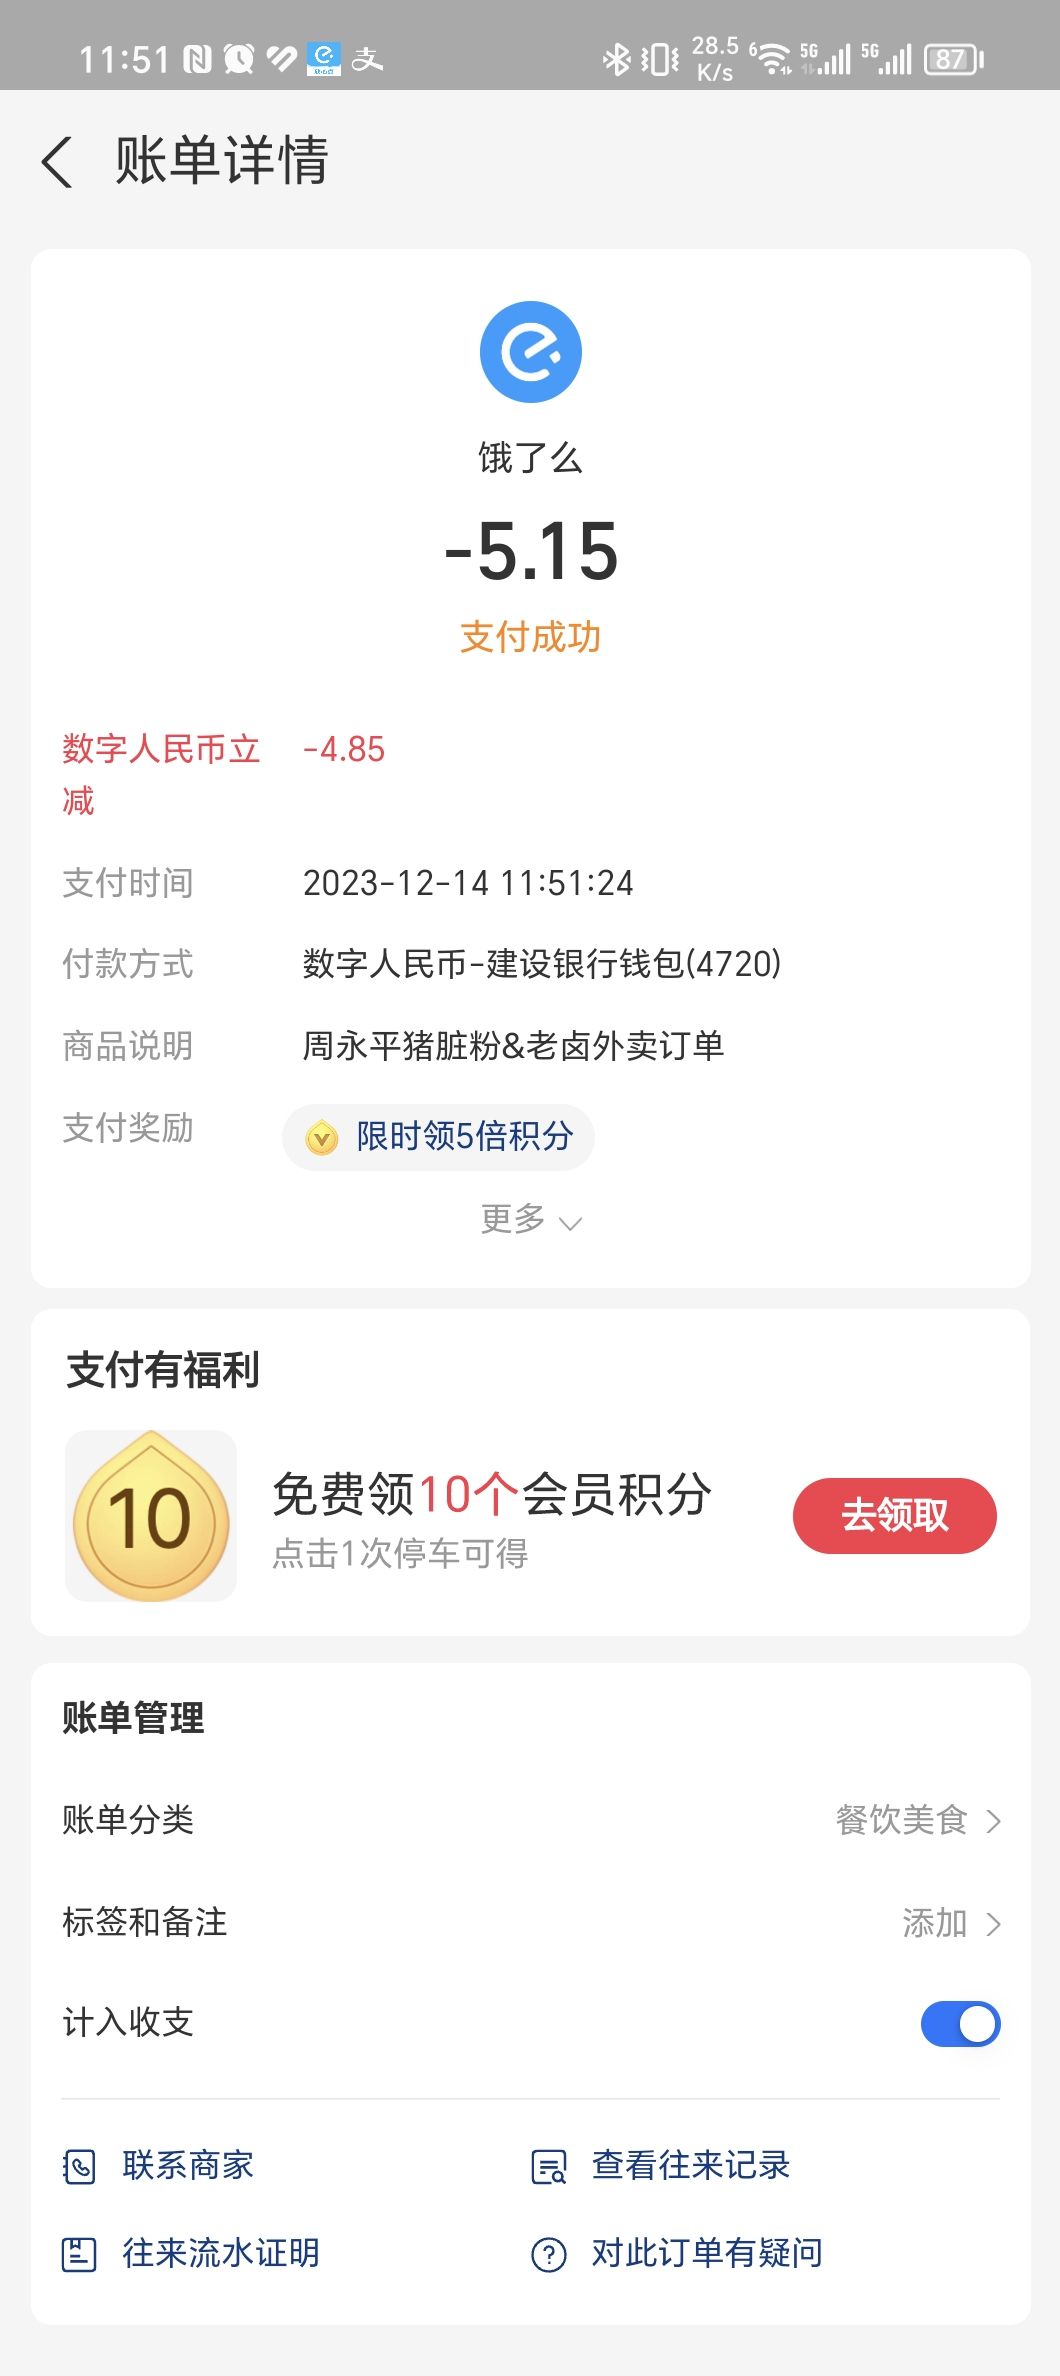 11:51 28.5 K/s 6 5G 5G 87
账单详情
饿了么
-5.15
支付成功
数字人民币立减 -4.85
支付时间 2023-12-14 11:51:24
付款方式 数字人民币-建设银行钱包(4720)
商品说明 周永平猪脏粉&老卤外卖订单
支付奖励 限时领5倍积分
更多
支付有福利
10
免费领10个会员积分
点击1次停车可得
去领取
账单管理
账单分类 餐饮美食
标签和备注 添加
计入收支
联系商家 查看往来记录
往来流水证明 对此订单有疑问